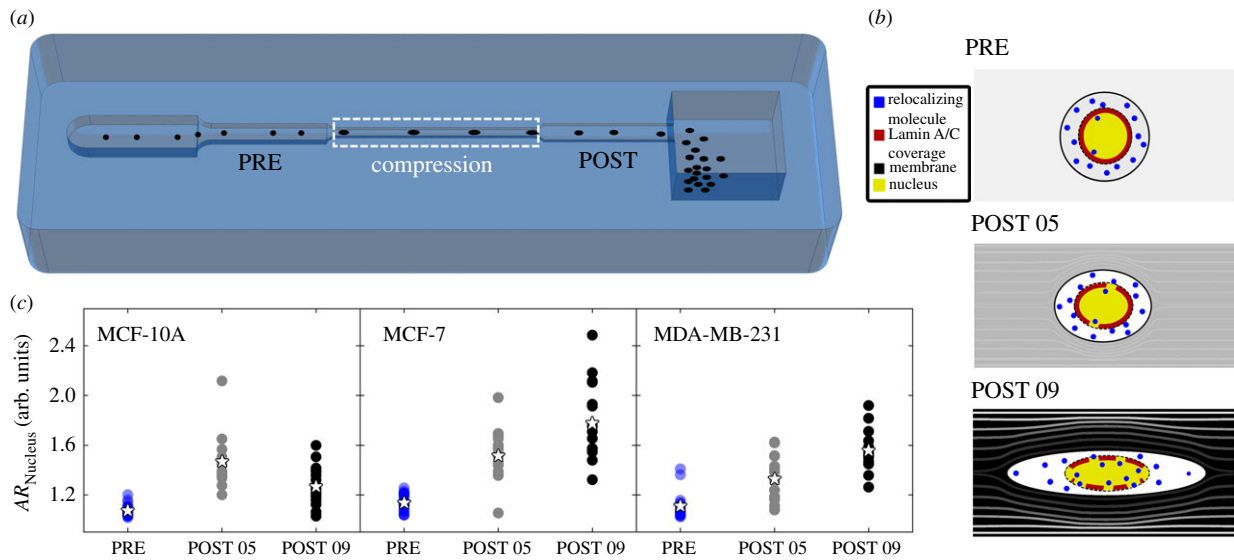 (a)
PRE
compression
POST
(b)
PRE
relocalizing
molecule
Lamin A/C
coverage
membrane
nucleus
POST 05
POST 09
(c)
AR_Nucleus (arb. units)
2.4
2.0
1.6
1.2
MCF-10A
MCF-7
MDA-MB-231
PRE POST 05 POST 09 PRE POST 05 POST 09 PRE POST 05 POST 09